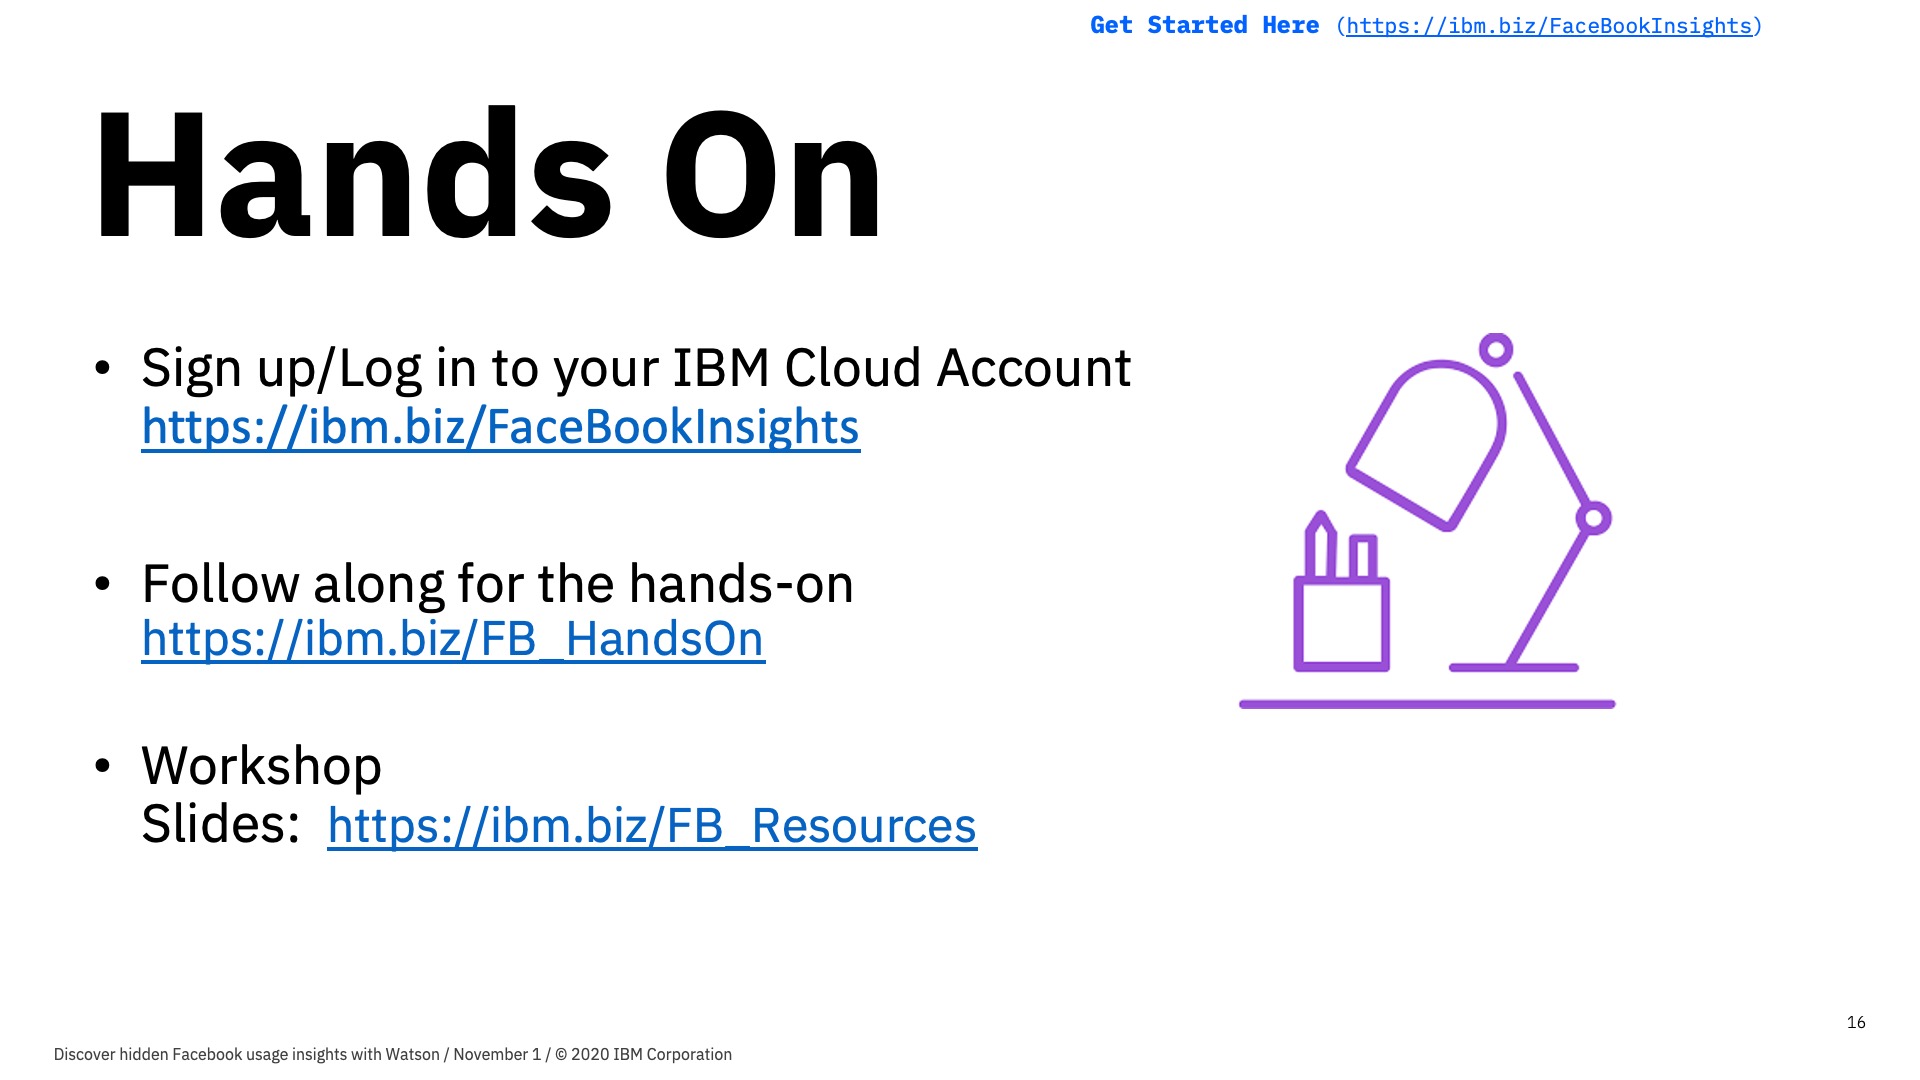 Get Started Here (https://ibm.biz/FaceBookInsights)
Hands On
• Sign up/Log in to your IBM Cloud Account
https://ibm.biz/FaceBookInsights
• Follow along for the hands-on
https://ibm.biz/FB_HandsOn
• Workshop
Slides: https://ibm.biz/FB_Resources
16
Discover hidden Facebook usage insights with Watson / November 1 / © 2020 IBM Corporation